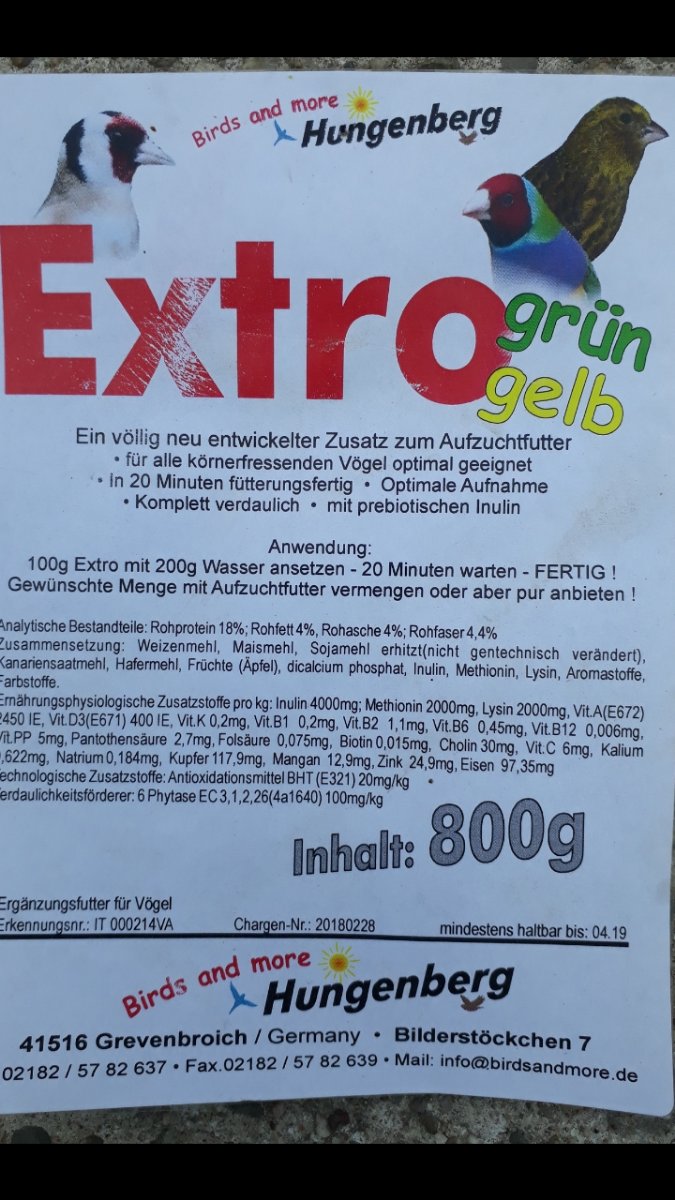 Birds and more
Hungenberg
Extro
grün
gelb
Ein völlig neu entwickelter Zusatz zum Aufzuchtfutter
• für alle körnerfressenden Vögel optimal geeignet
• In 20 Minuten fütterungsfertig • Optimale Aufnahme
• Komplett verdaulich • mit prebiotischen Inulin
Anwendung:
100g Extro mit 200g Wasser ansetzen - 20 Minuten warten - FERTIG !
Gewünschte Menge mit Aufzuchtfutter vermengen oder aber pur anbieten !
Analytische Bestandteile: Rohprotein 18%; Rohfett 4%, Rohasche 4%; Rohfaser 4,4%
Zusammensetzung: Weizenmehl, Maismehl, Sojamehl erhitzt(nicht gentechnisch verändert),
Kanariensaatmehl, Hafermehl, Früchte (Äpfel), dicalcium phosphat, Inulin, Methionin, Lysin, Aromastoffe,
Farbstoffe.
Ernährungsphysiologische Zusatzstoffe pro kg: Inulin 4000mg; Methionin 2000mg, Lysin 2000mg, Vit.A(E672)
2450 IE, Vit.D3(E671) 400 IE, Vit.K 0,2mg, Vit.B1 0,2mg, Vit.B2 1,1mg, Vit.B6 0,45mg, Vit.B12 0,006mg,
Vit.PP 5mg, Pantothensäure 2,7mg, Folsäure 0,075mg, Biotin 0,015mg, Cholin 30mg, Vit.C 6mg, Kalium
0,622mg, Natrium 0,184mg, Kupfer 117,9mg, Mangan 12,9mg, Zink 24,9mg, Eisen 97,35mg
Technologische Zusatzstoffe: Antioxidationsmittel BHT (E321) 20mg/kg
Verdaulichkeitsförderer: 6 Phytase EC 3,1,2,26(4a1640) 100mg/kg
Inhalt: 800g
Ergänzungsfutter für Vögel
Erkennungsnr.: IT 000214VA Chargen-Nr.: 20180228 mindestens haltbar bis: 04.19
Birds and more
Hungenberg
41516 Grevenbroich / Germany • Bilderstöckchen 7
02182 / 57 82 637 • Fax.02182 / 57 82 639 • Mail: info@birdsandmore.de